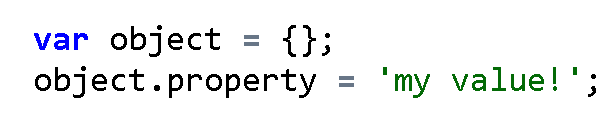 var object = {};
object.property = 'my value!';